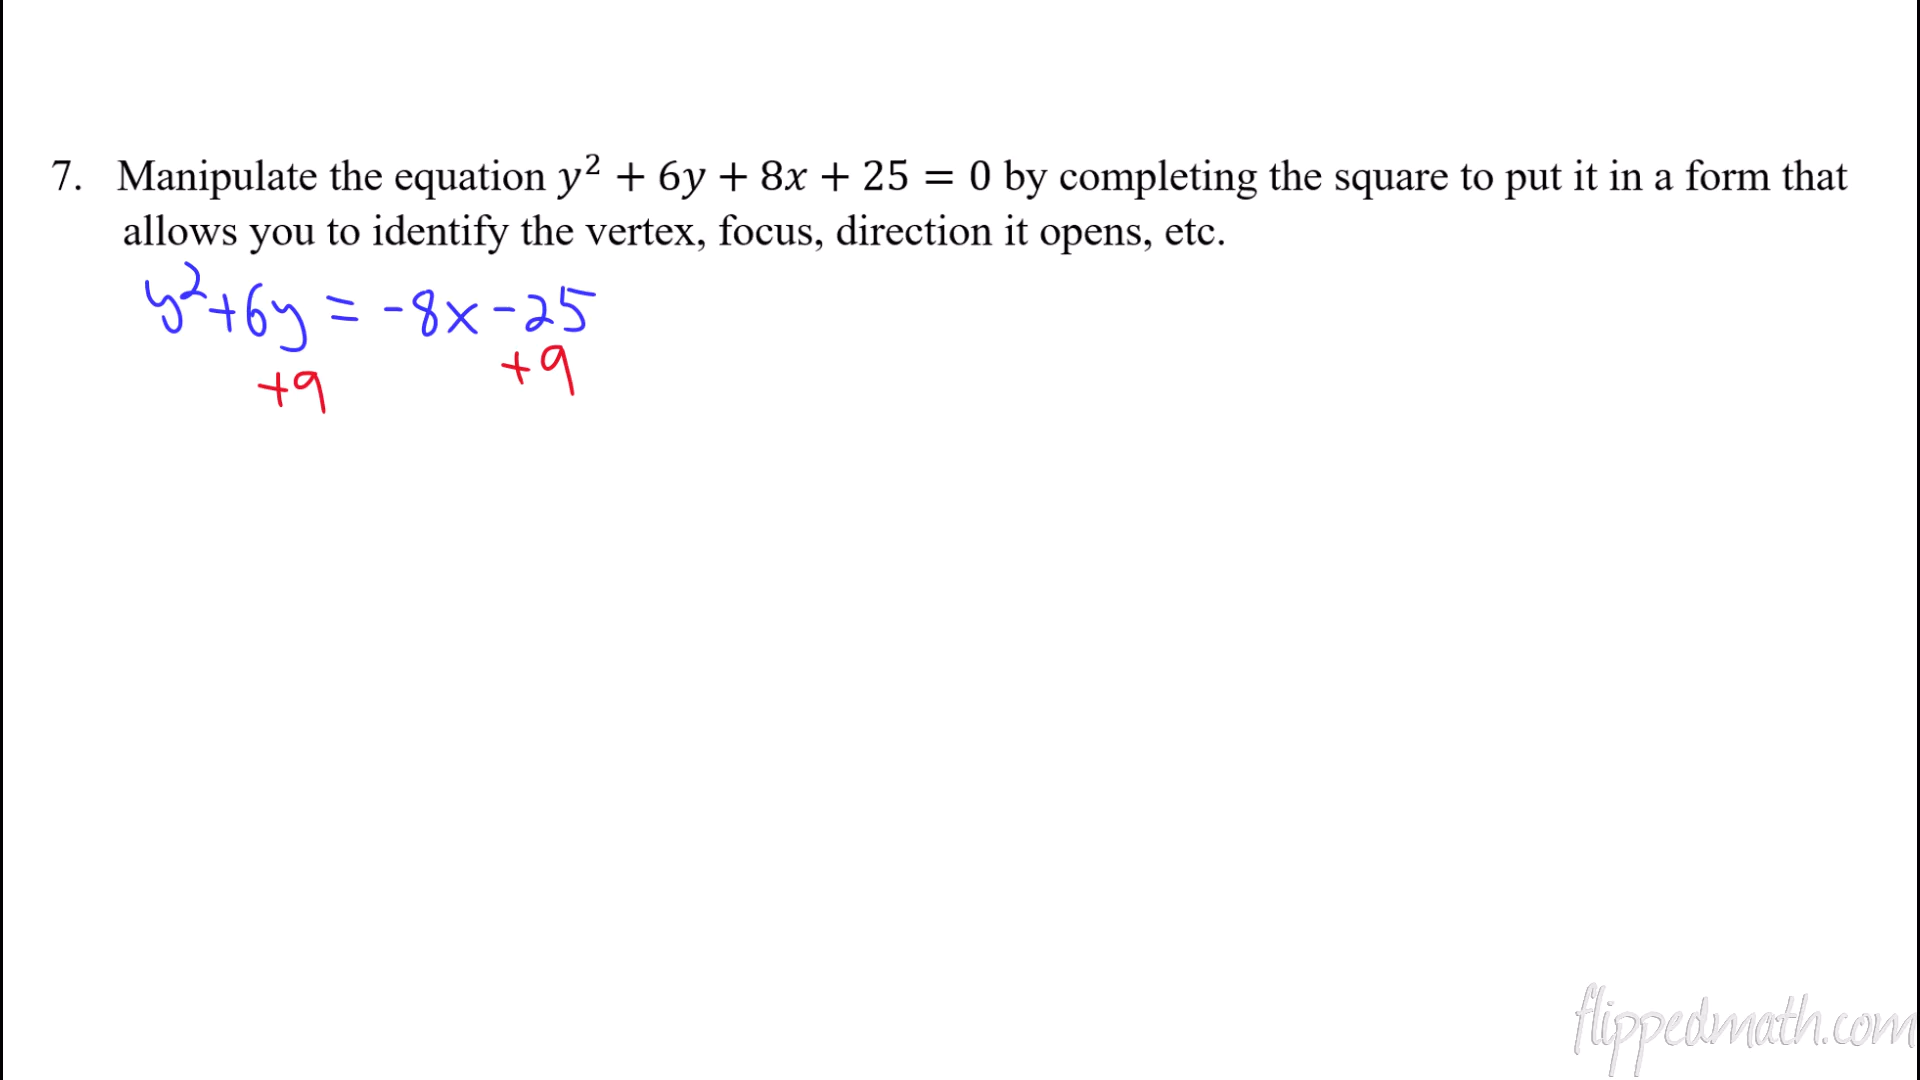 7. Manipulate the equation y² + 6y + 8x + 25 = 0 by completing the square to put it in a form that
allows you to identify the vertex, focus, direction it opens, etc.
y²+6y = -8x-25
+9 +9
flippedmath.com